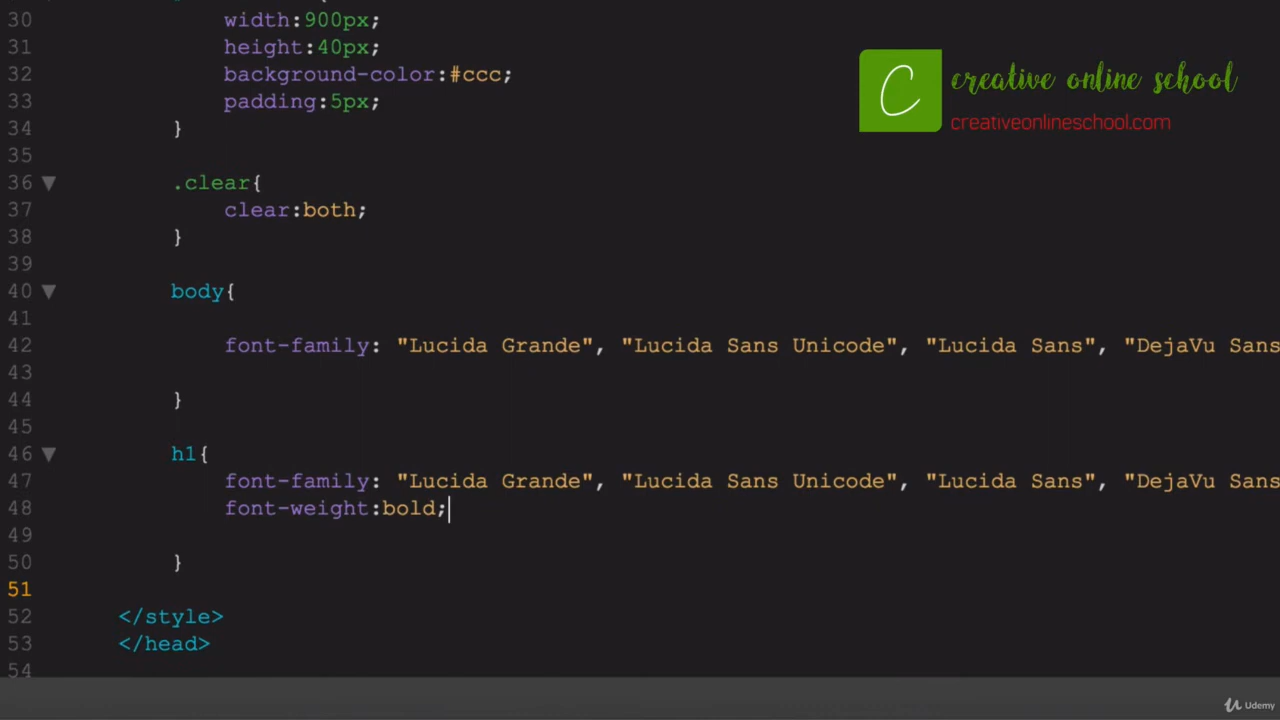 30 width:900px;
31 height:40px;
32 background-color:#ccc;
33 padding:5px;
34 }
35
36 .clear{
37 clear:both;
38 }
39
40 body{
41
42 font-family: "Lucida Grande", "Lucida Sans Unicode", "Lucida Sans", "DejaVu Sans
43
44 }
45
46 h1{
47 font-family: "Lucida Grande", "Lucida Sans Unicode", "Lucida Sans", "DejaVu Sans
48 font-weight:bold;
49
50 }
51
52 </style>
53 </head>
54
C creative online school
creativeonlineschool.com
Udemy